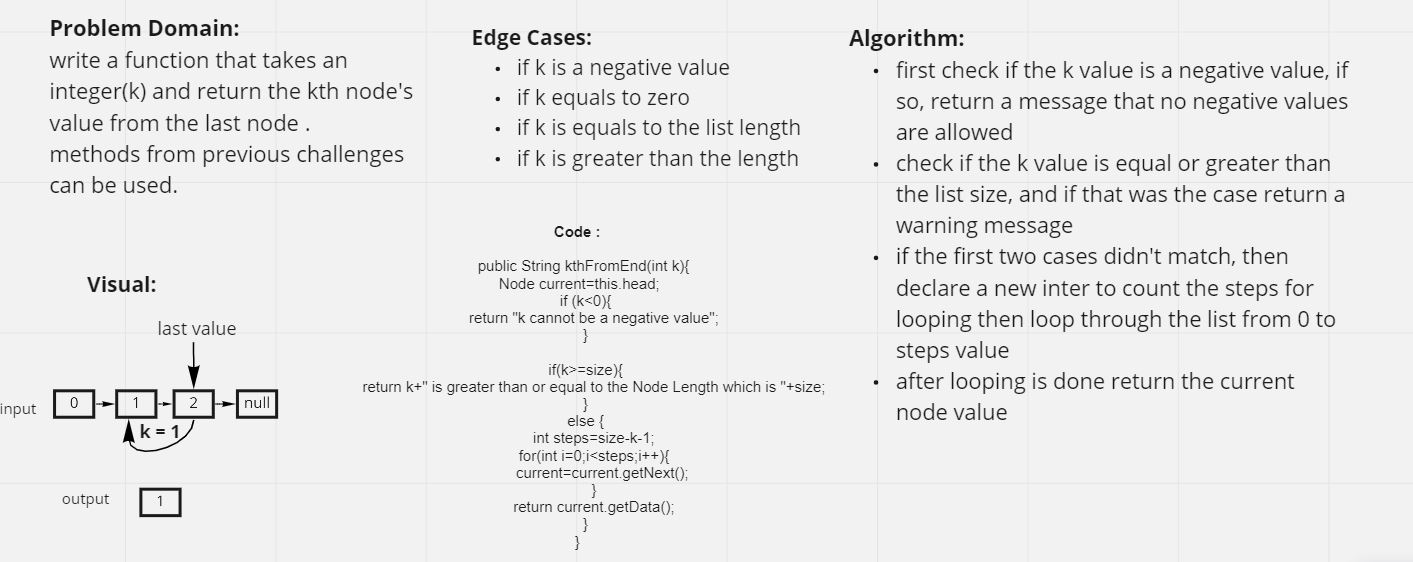 Problem Domain:
write a function that takes an
integer(k) and return the kth node's
value from the last node .
methods from previous challenges
can be used.
Visual:
last value
input
0
1
2
null
k = 1
output
1
Edge Cases:
• if k is a negative value
• if k equals to zero
• if k is equals to the list length
• if k is greater than the length
Code :
public String kthFromEnd(int k){
Node current=this.head;
if (k<0){
return "k cannot be a negative value";
}
if(k>=size){
return k+" is greater than or equal to the Node Length which is "+size;
}
else {
int steps=size-k-1;
for(int i=0;i<steps;i++){
current=current.getNext();
}
return current.getData();
}
}
Algorithm:
• first check if the k value is a negative value, if
so, return a message that no negative values
are allowed
• check if the k value is equal or greater than
the list size, and if that was the case return a
warning message
• if the first two cases didn't match, then
declare a new inter to count the steps for
looping then loop through the list from 0 to
steps value
• after looping is done return the current
node value